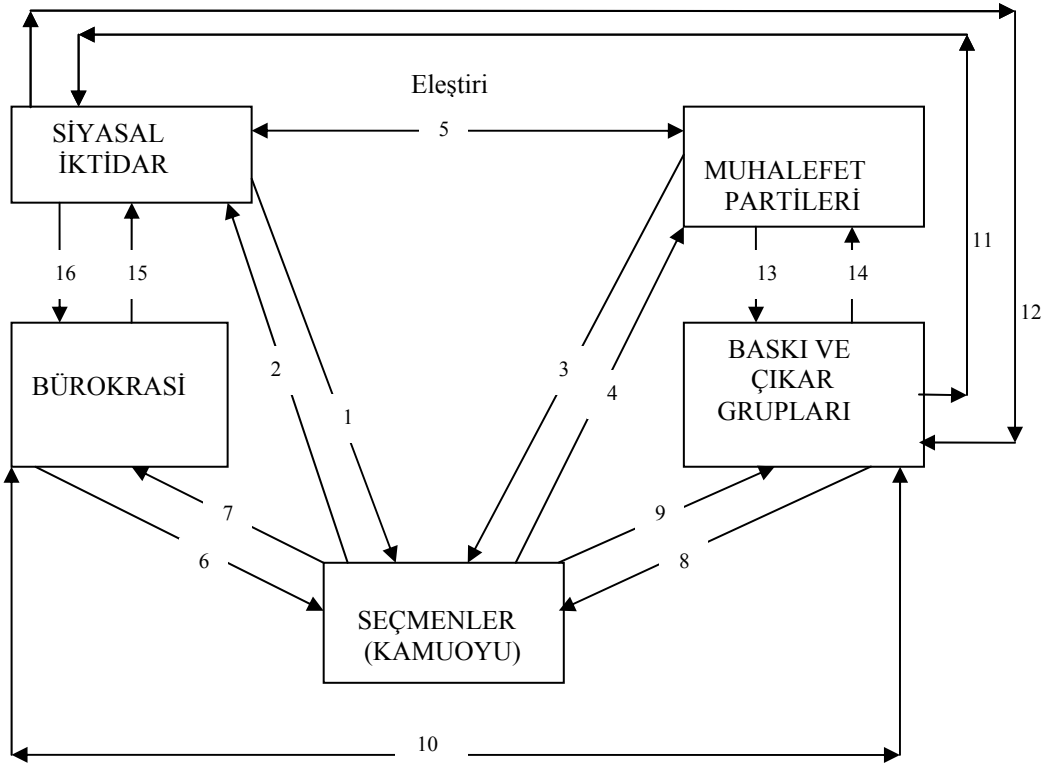 Eleştiri
5
SİYASAL
İKTİDAR
MUHALEFET
PARTİLERİ
11
16
15
13
14
12
BÜROKRASİ
BASKI VE
ÇIKAR
GRUPLARI
2
1
3
4
7
6
9
8
SEÇMENLER
(KAMUOYU)
10